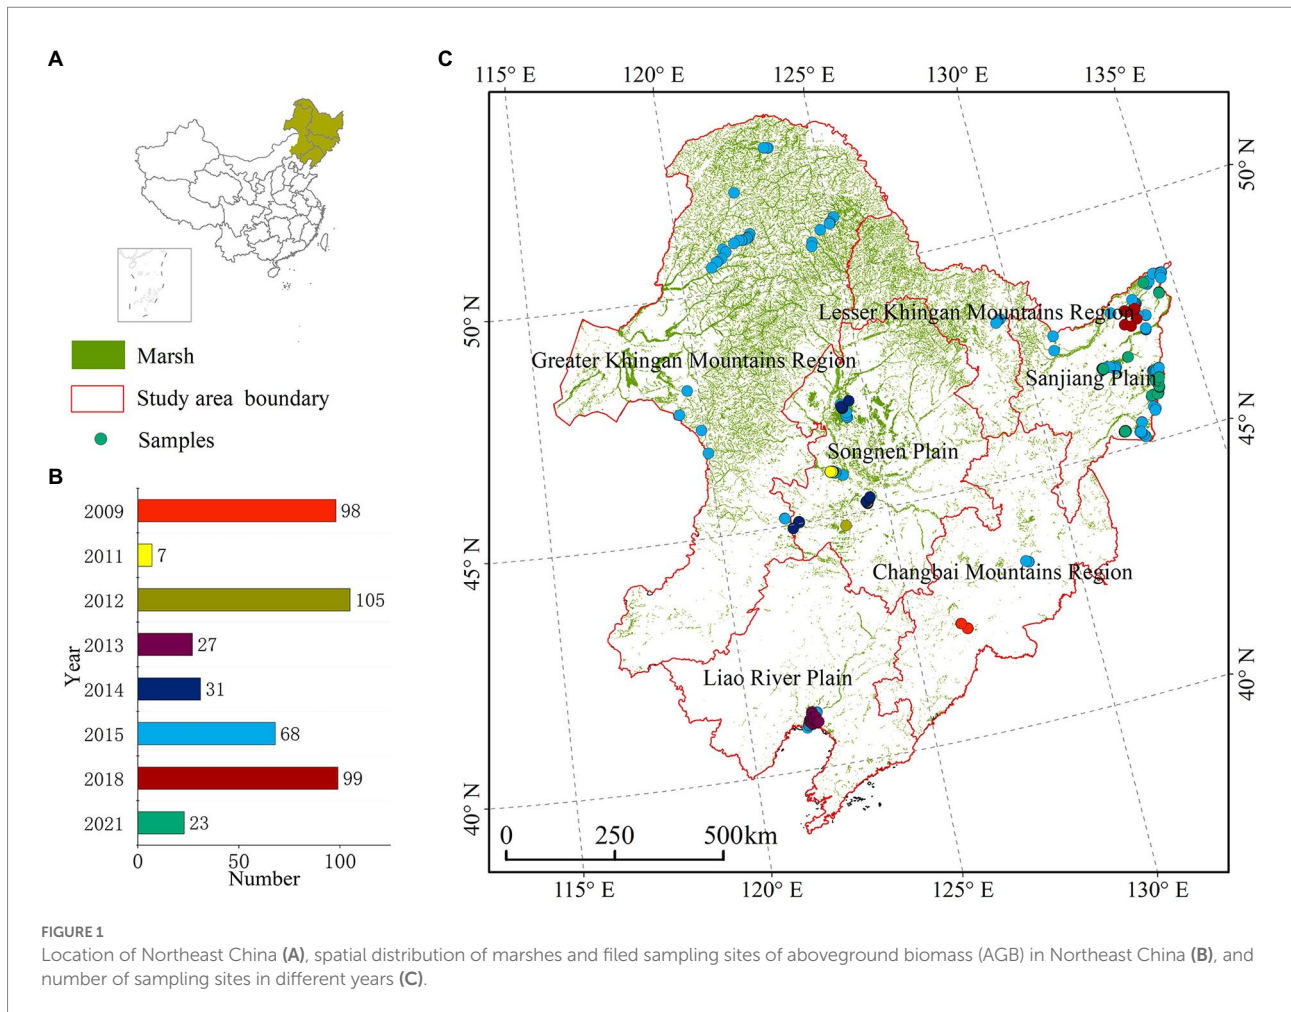 A
Marsh
Study area boundary
Samples
B
Year
2009
98
2011
7
2012
105
2013
27
2014
31
2015
68
2018
99
2021
23
0
50
100
Number
C
115° E
120° E
125° E
130° E
135° E
50° N
45° N
40° N
50° N
45° N
40° N
Lesser Khingan Mountains Region
Greater Khingan Mountains Region
Sanjiang Plain
Songnen Plain
Changbai Mountains Region
Liao River Plain
0
250
500km
115° E
120° E
125° E
130° E
FIGURE 1
Location of Northeast China (A), spatial distribution of marshes and filed sampling sites of aboveground biomass (AGB) in Northeast China (B), and
number of sampling sites in different years (C).